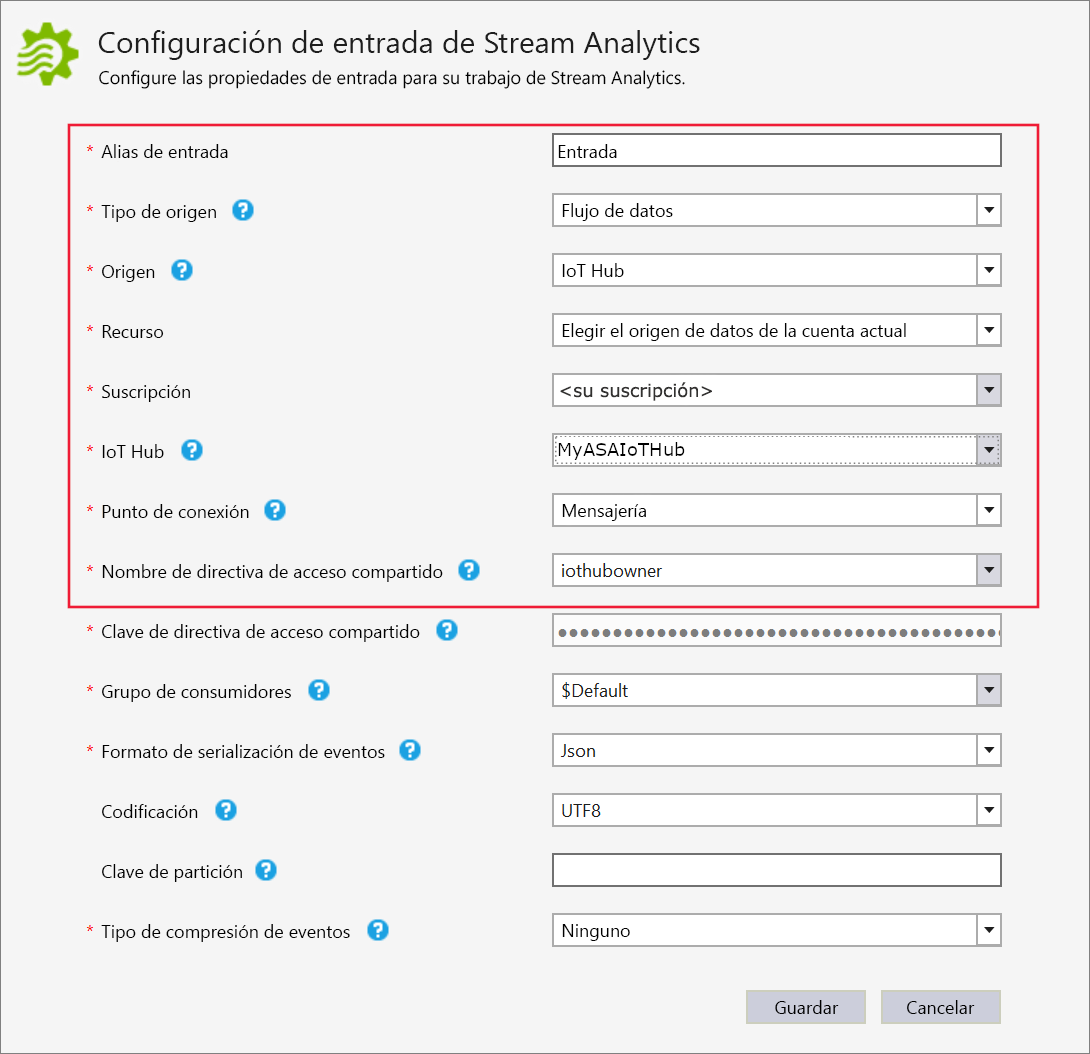 Configuración de entrada de Stream Analytics
Configure las propiedades de entrada para su trabajo de Stream Analytics.
* Alias de entrada Entrada
* Tipo de origen ? Flujo de datos
* Origen ? IoT Hub
* Recurso Elegir el origen de datos de la cuenta actual
* Suscripción <su suscripción>
* IoT Hub ? MyASAIoTHub
* Punto de conexión ? Mensajería
* Nombre de directiva de acceso compartido ? iothubowner
* Clave de directiva de acceso compartido ? ●●●●●●●●●●●●●●●●●●●●●●●●●●●●●●●●●●●●●●●●
* Grupo de consumidores ? $Default
* Formato de serialización de eventos ? Json
Codificación ? UTF8
Clave de partición ?
* Tipo de compresión de eventos ? Ninguno
Guardar Cancelar